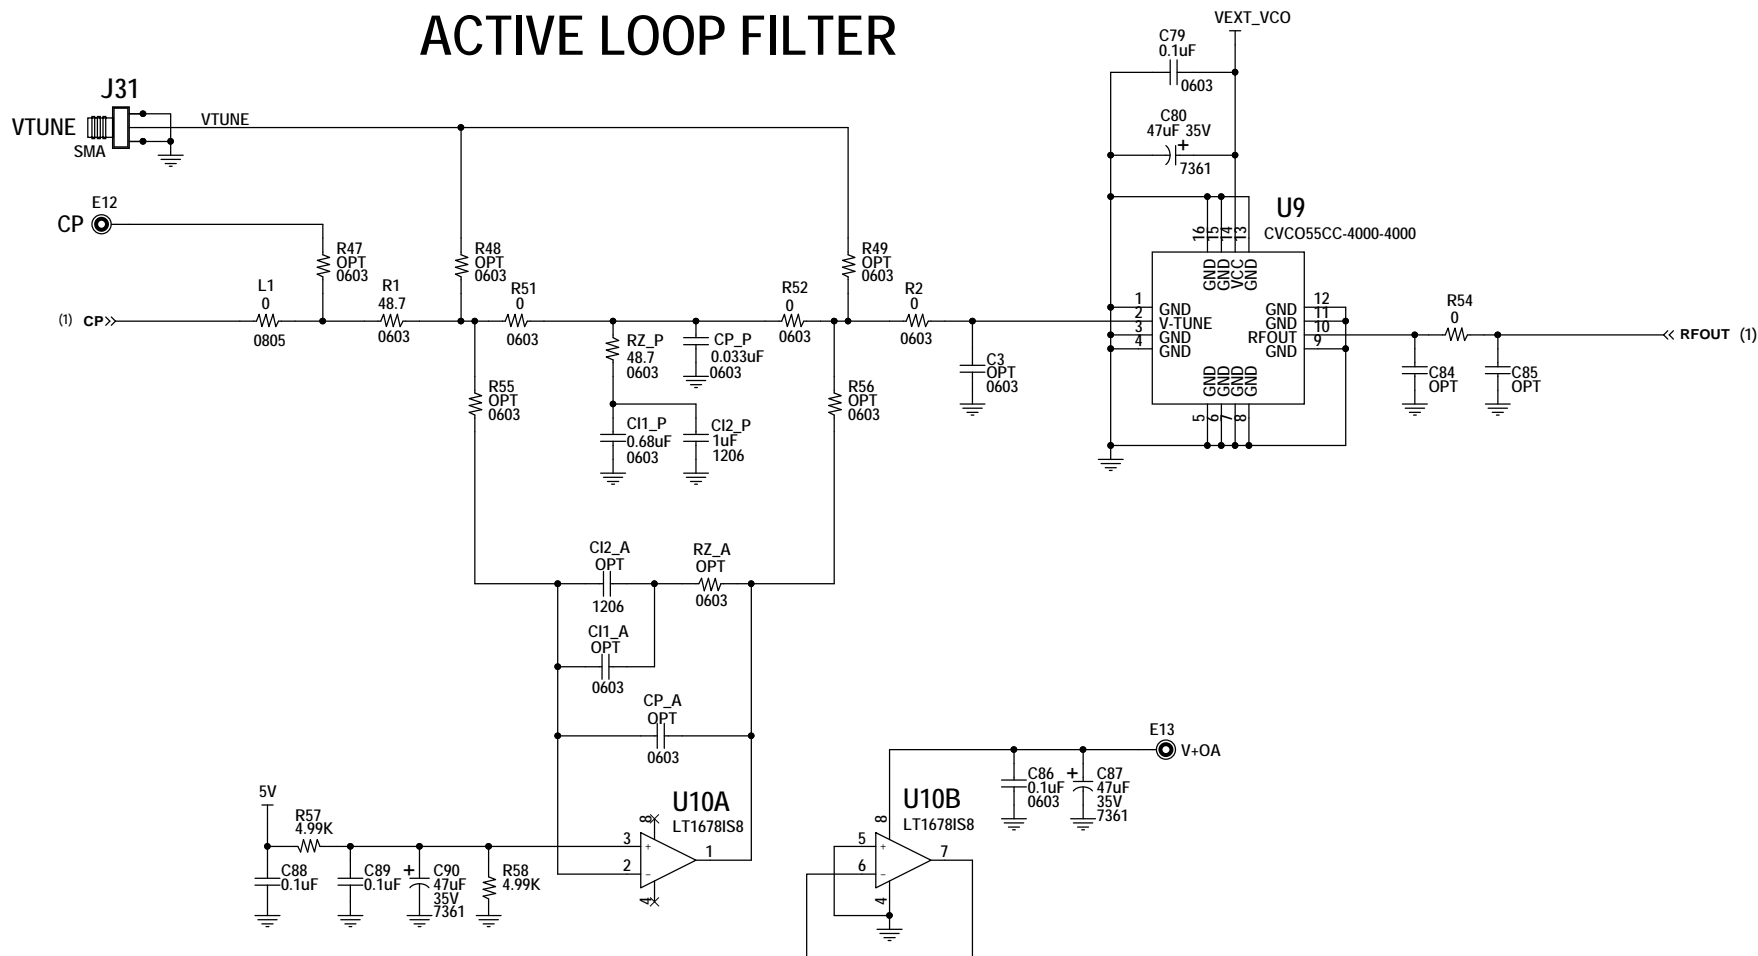 ACTIVE LOOP FILTER
VEXT_VCO
C79
0.1uF
0603
C80
47uF 35V
+
7361
J31
VTUNE
SMA
VTUNE
E12
CP
R47
OPT
0603
R48
OPT
0603
R49
OPT
0603
U9
CVCO55CC-4000-4000
16
15
14
13
GND
GND
VCC
GND
1
GND
2
V-TUNE
3
GND
4
GND
12
GND
11
GND
10
RFOUT
9
GND
GND
GND
GND
GND
5
6
7
8
(1) CP
L1
0
0805
R1
48.7
0603
R51
0
0603
R52
0
0603
R2
0
0603
R54
0
RFOUT (1)
RZ_P
48.7
0603
CP_P
0.033uF
0603
C3
OPT
0603
C84
OPT
C85
OPT
R55
OPT
0603
R56
OPT
0603
CI1_P
0.68uF
0603
CI2_P
1uF
1206
CI2_A
OPT
1206
RZ_A
OPT
0603
CI1_A
OPT
0603
CP_A
OPT
0603
E13
V+OA
C86
0.1uF
0603
+
C87
47uF
35V
7361
5V
R57
4.99K
C88
0.1uF
C89
0.1uF
+
C90
47uF
35V
7361
R58
4.99K
U10A
LT1678IS8
8
3
+
2
-
1
4
U10B
LT1678IS8
8
5
+
6
-
7
4